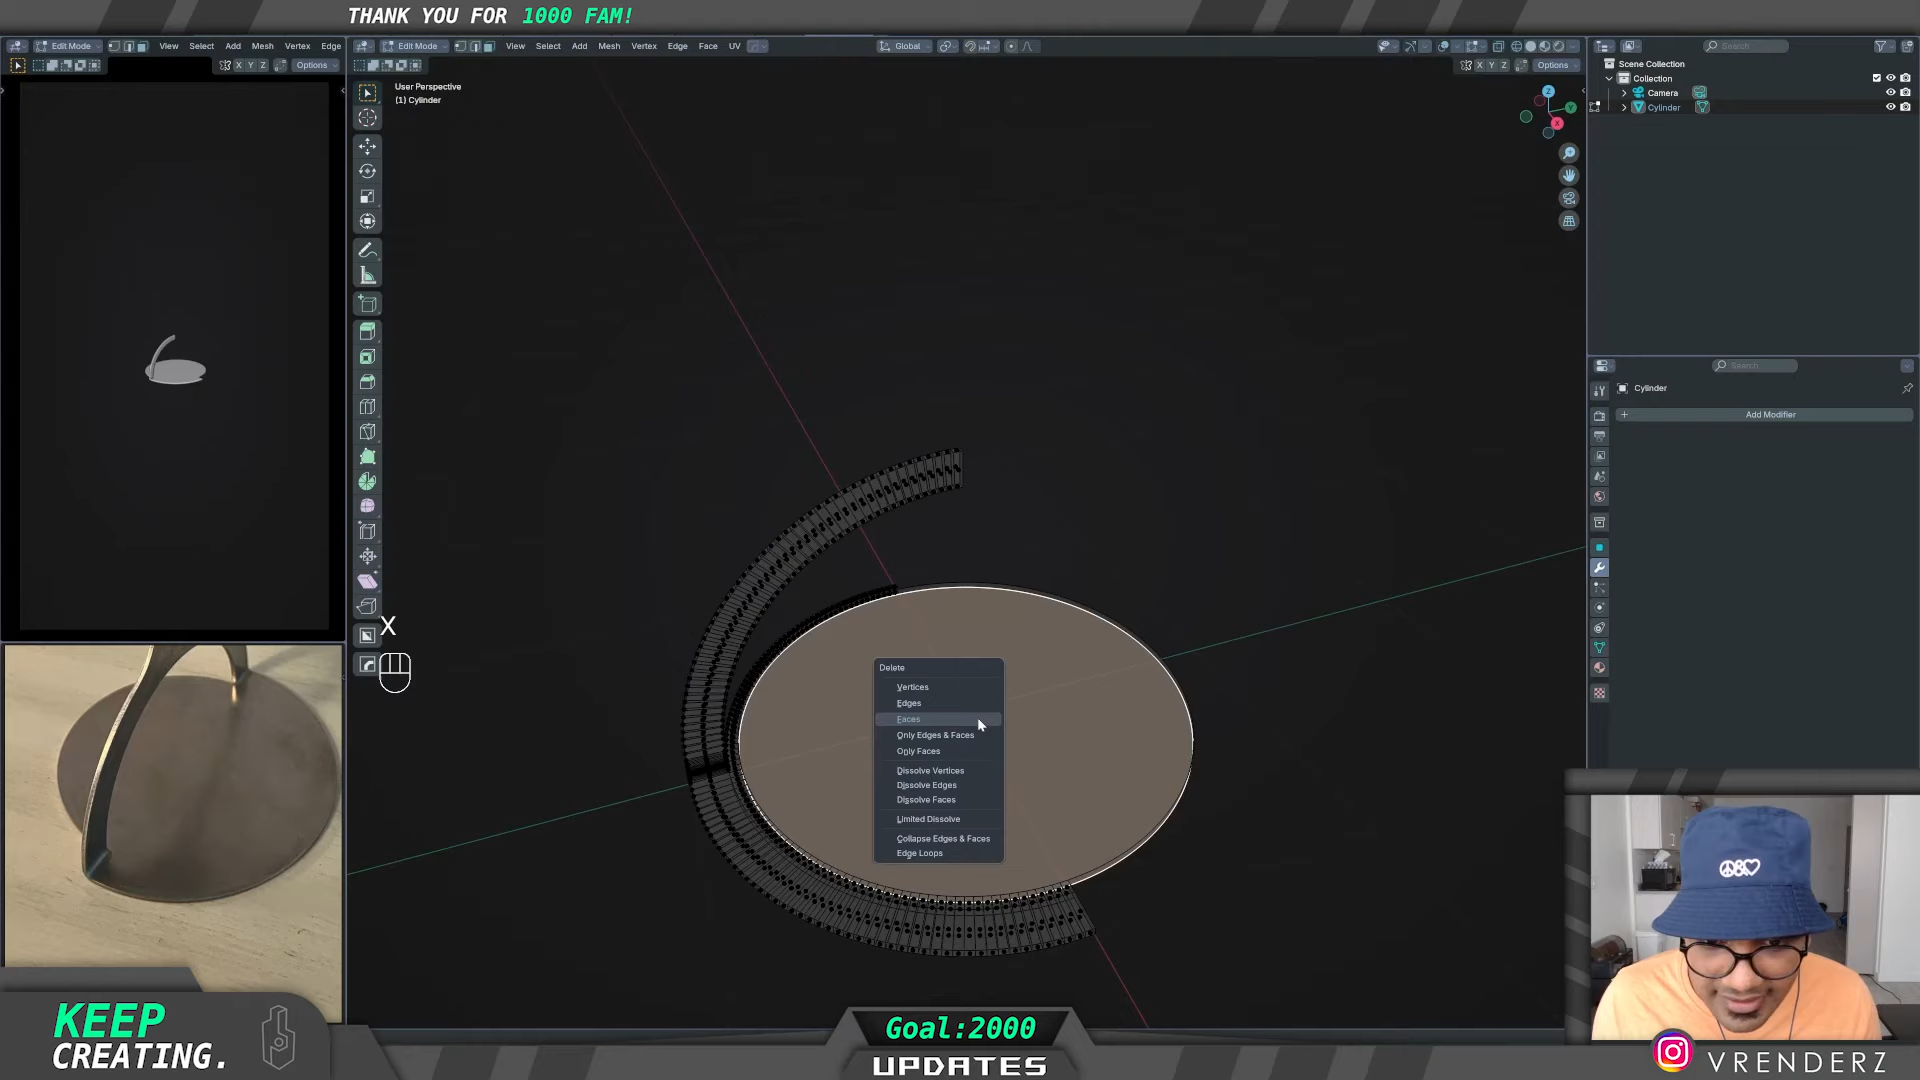 THANK YOU FOR 1000 FAM!
Edit Mode View Select Add Mesh Vertex Edge
Edit Mode View Select Add Mesh Vertex Edge Face UV Global
X Y Z Options
X Y Z Options
Search
User Perspective
(1) Cylinder
Z
Y
X
Scene Collection
Collection
Camera
Cylinder
Search
Cylinder
Add Modifier
X
Delete
Vertices
Edges
Faces
Only Edges & Faces
Only Faces
Dissolve Vertices
Dissolve Edges
Dissolve Faces
Limited Dissolve
Collapse Edges & Faces
Edge Loops
KEEP
CREATING.
Goal:2000
UPDATES
VRENDERZ